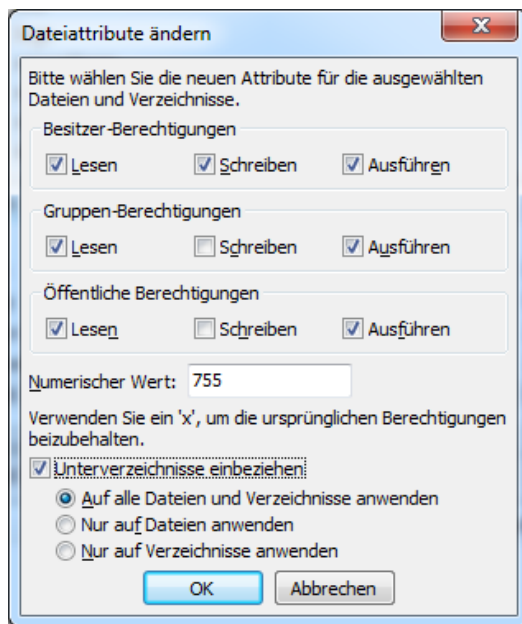 Dateiattribute ändern
Bitte wählen Sie die neuen Attribute für die ausgewählten
Dateien und Verzeichnisse.
Besitzer-Berechtigungen
Lesen Schreiben Ausführen
Gruppen-Berechtigungen
Lesen Schreiben Ausführen
Öffentliche Berechtigungen
Lesen Schreiben Ausführen
Numerischer Wert: 755
Verwenden Sie ein 'x', um die ursprünglichen Berechtigungen
beizubehalten.
Unterverzeichnisse einbeziehen
Auf alle Dateien und Verzeichnisse anwenden
Nur auf Dateien anwenden
Nur auf Verzeichnisse anwenden
OK Abbrechen